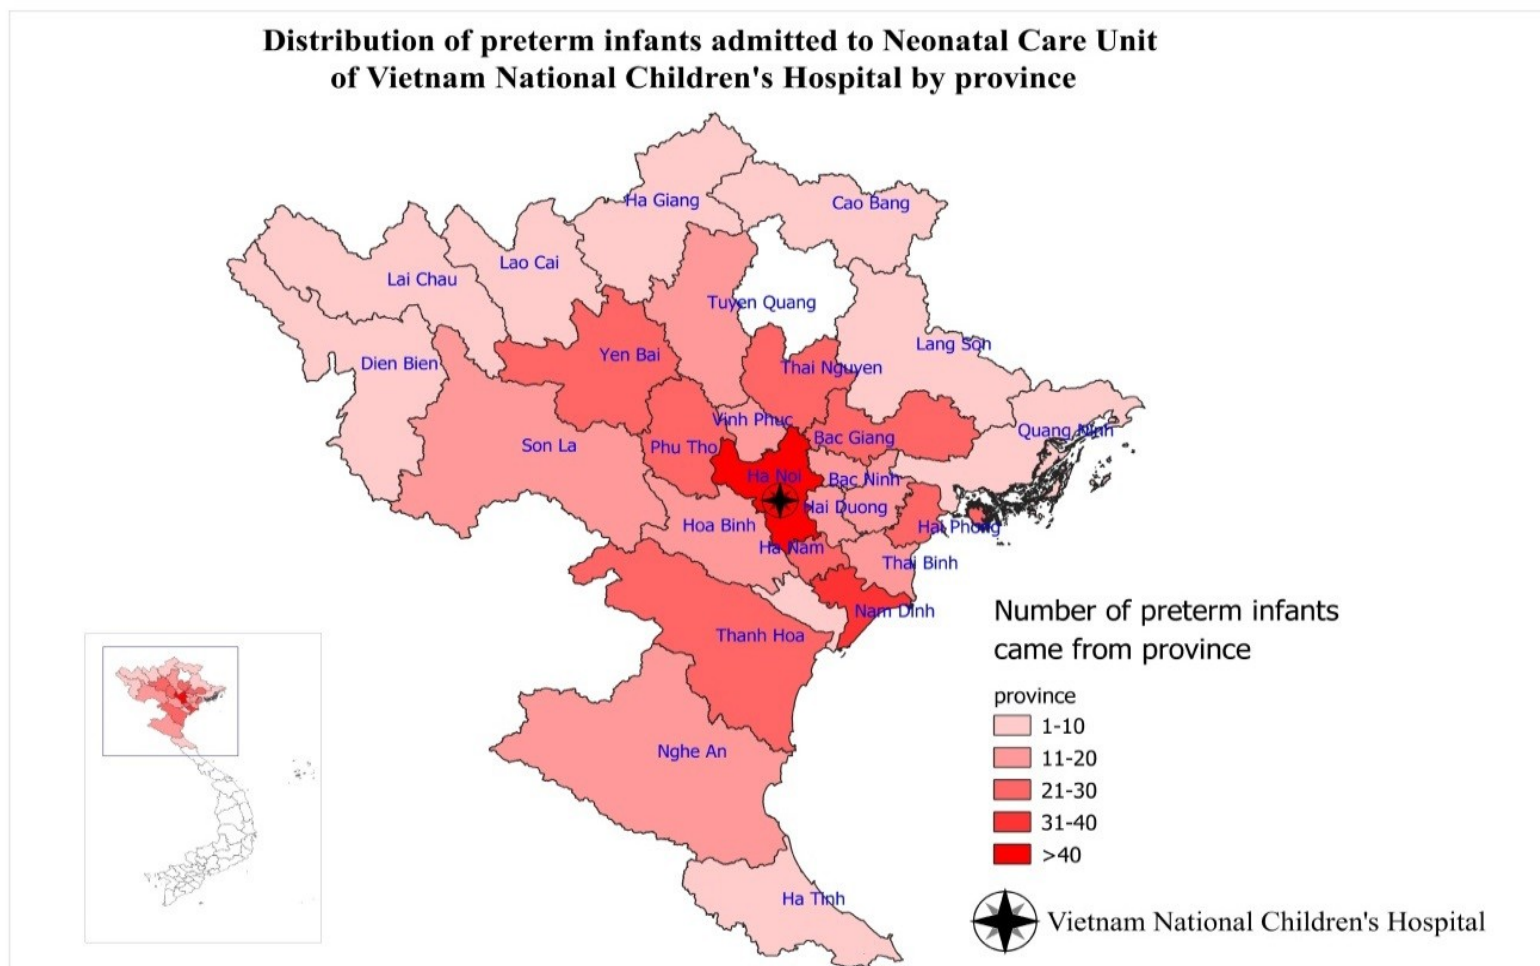 Distribution of preterm infants admitted to Neonatal Care Unit
of Vietnam National Children's Hospital by province
Ha Giang
Cao Bang
Lao Cai
Lai Chau
Tuyen Quang
Lang Son
Yen Bai
Dien Bien
Thai Nguyen
Vinh Phuc
Quang Ninh
Bac Giang
Son La
Phu Tho
Ha Noi
Bac Ninh
Hai Duong
Hoa Binh
Hai Phong
Ha Nam
Thai Binh
Nam Dinh
Thanh Hoa
Nghe An
Ha Tinh
Number of preterm infants
came from province
province
1-10
11-20
21-30
31-40
>40
Vietnam National Children's Hospital